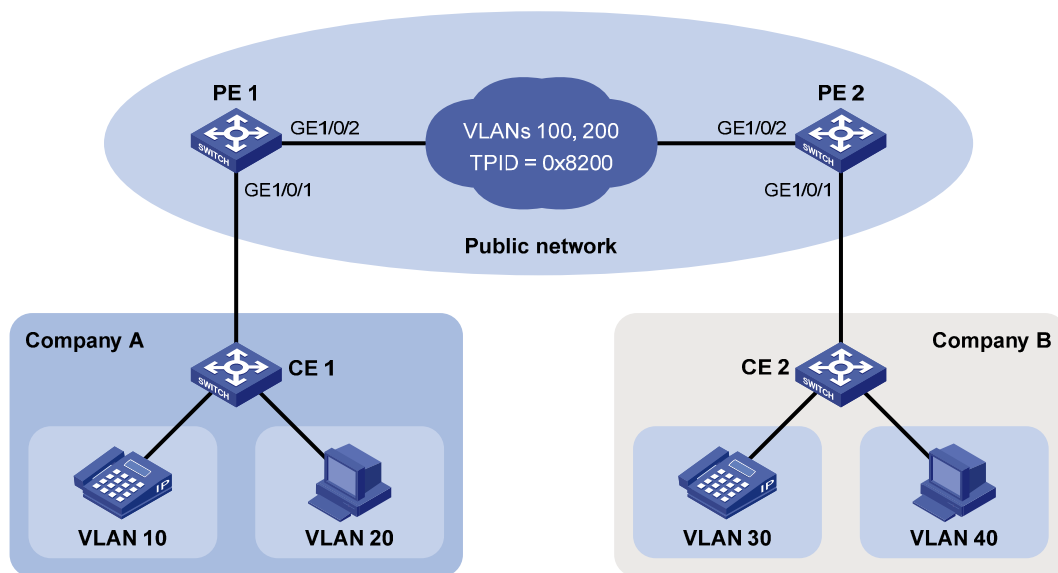 PE 1
PE 2
GE1/0/2
VLANs 100, 200
TPID = 0x8200
GE1/0/2
SWITCH
SWITCH
GE1/0/1
GE1/0/1
Public network
Company A
Company B
CE 1
CE 2
SWITCH
SWITCH
IP
IP
VLAN 10
VLAN 20
VLAN 30
VLAN 40